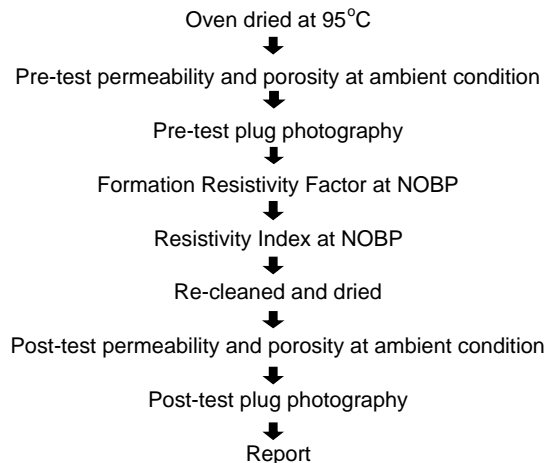 Oven dried at 95°C
Pre-test permeability and porosity at ambient condition
Pre-test plug photography
Formation Resistivity Factor at NOBP
Resistivity Index at NOBP
Re-cleaned and dried
Post-test permeability and porosity at ambient condition
Post-test plug photography
Report